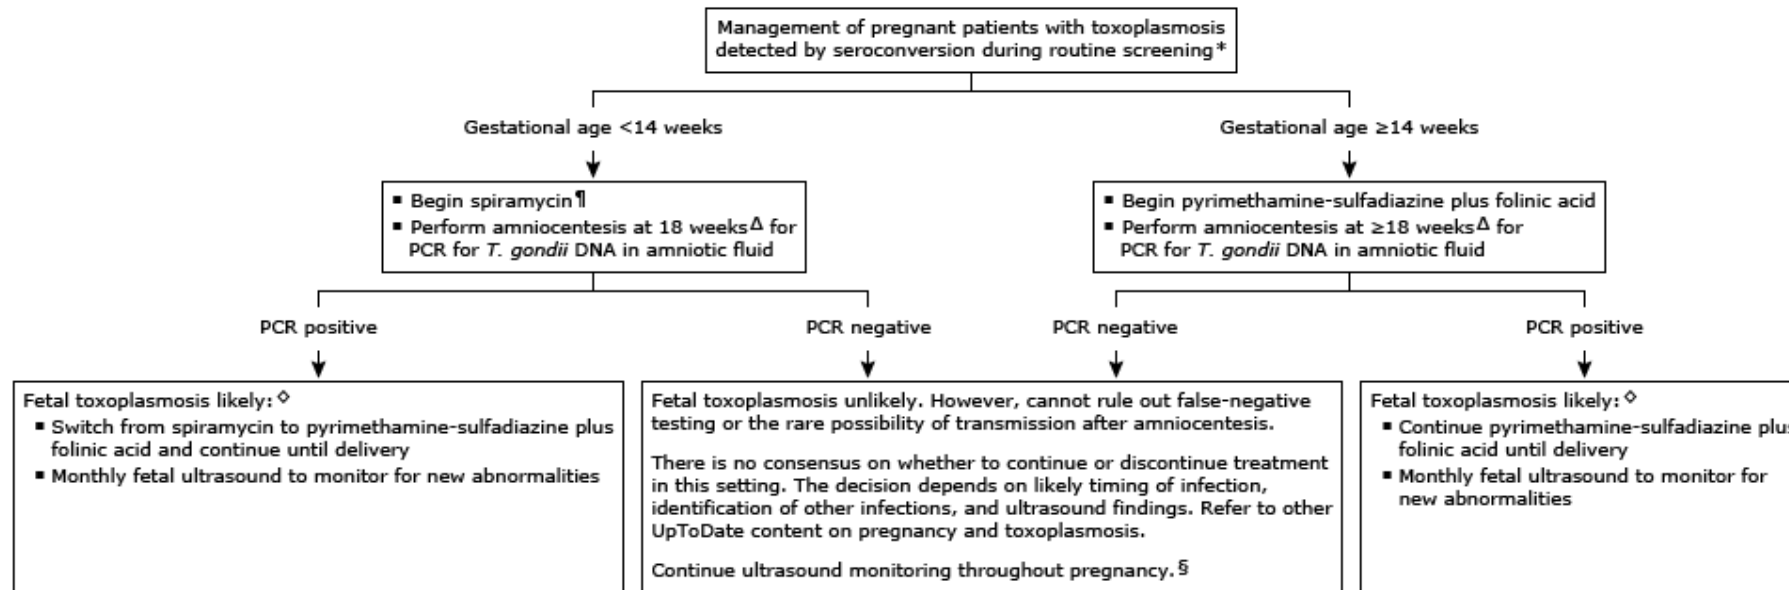 Management of pregnant patients with toxoplasmosis
detected by seroconversion during routine screening*
Gestational age <14 weeks
Gestational age ≥14 weeks
▪ Begin spiramycin¶
▪ Perform amniocentesis at 18 weeksΔ for
PCR for T. gondii DNA in amniotic fluid
▪ Begin pyrimethamine-sulfadiazine plus folinic acid
▪ Perform amniocentesis at ≥18 weeksΔ for
PCR for T. gondii DNA in amniotic fluid
PCR positive
PCR negative
PCR negative
PCR positive
Fetal toxoplasmosis likely:◇
▪ Switch from spiramycin to pyrimethamine-sulfadiazine plus
folinic acid and continue until delivery
▪ Monthly fetal ultrasound to monitor for new abnormalities
Fetal toxoplasmosis unlikely. However, cannot rule out false-negative
testing or the rare possibility of transmission after amniocentesis.
There is no consensus on whether to continue or discontinue treatment
in this setting. The decision depends on likely timing of infection,
identification of other infections, and ultrasound findings. Refer to other
UpToDate content on pregnancy and toxoplasmosis.
Continue ultrasound monitoring throughout pregnancy.§
Fetal toxoplasmosis likely:◇
▪ Continue pyrimethamine-sulfadiazine plus
folinic acid until delivery
▪ Monthly fetal ultrasound to monitor for
new abnormalities